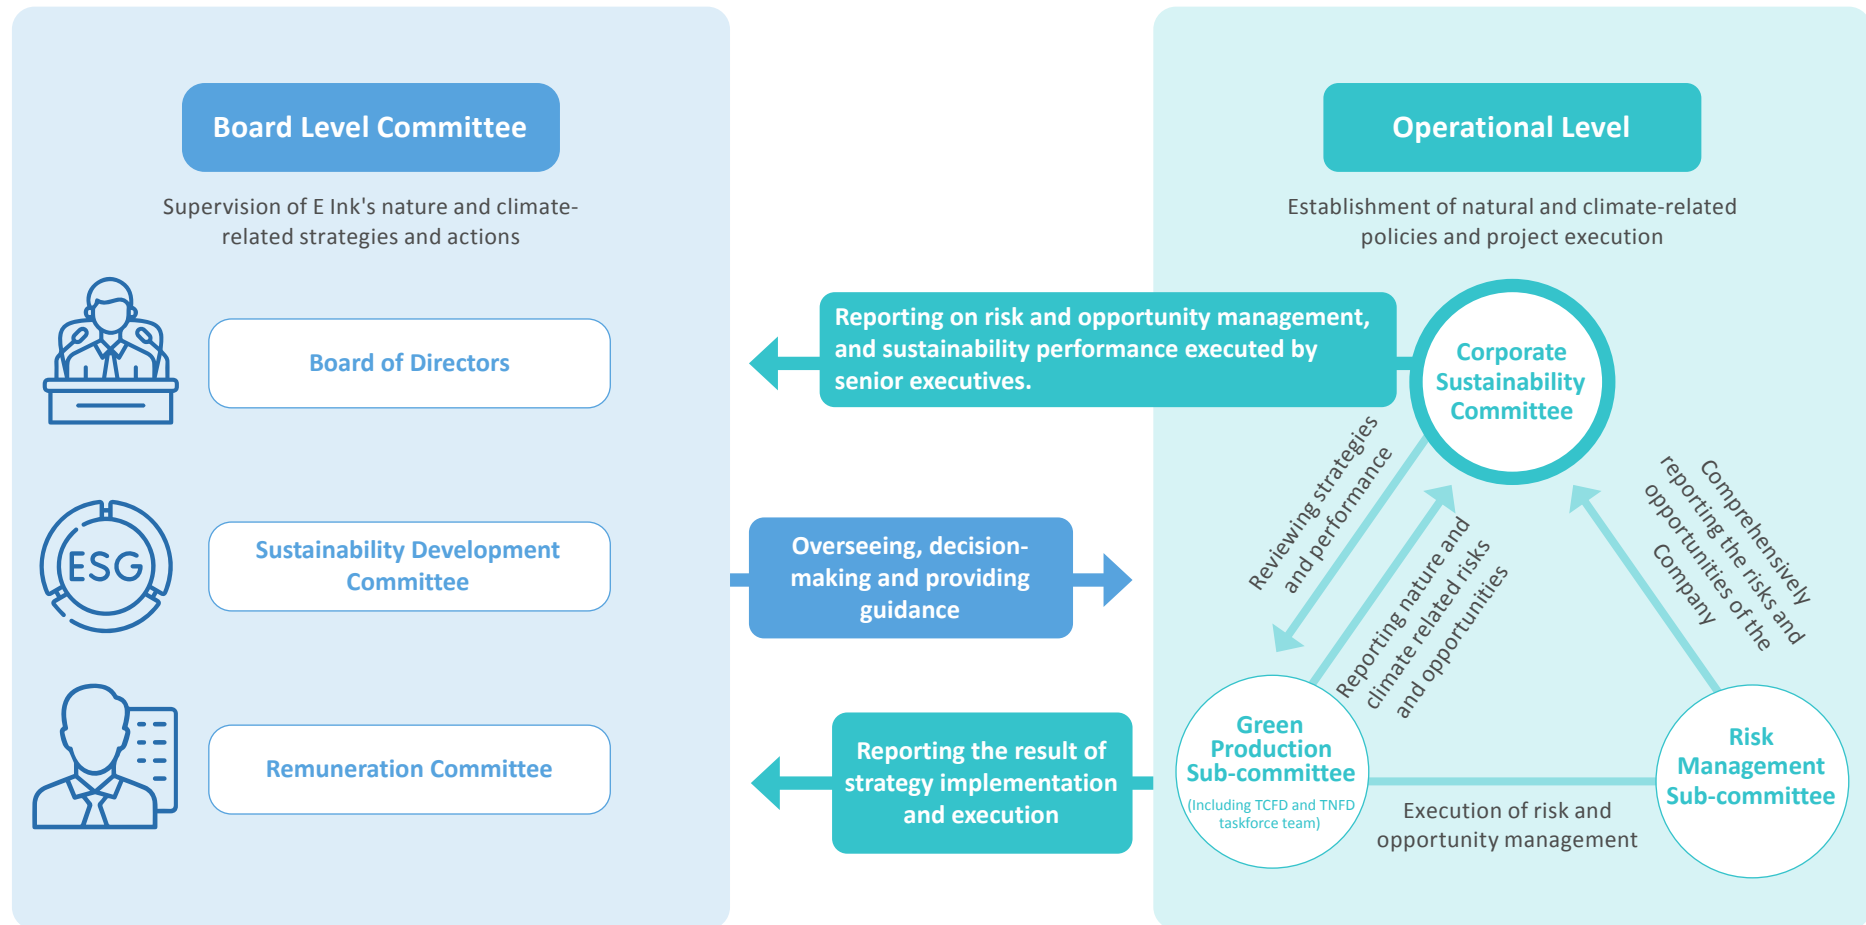 Board Level Committee
Supervision of E Ink's nature and climate-
related strategies and actions
Board of Directors
ESG
Sustainability Development
Committee
Remuneration Committee
Reporting on risk and opportunity management,
and sustainability performance executed by
senior executives.
Overseeing, decision-
making and providing
guidance
Reporting the result of
strategy implementation
and execution
Operational Level
Establishment of natural and climate-related
policies and project execution
Corporate
Sustainability
Committee
Reviewing strategies
and performance
Reporting nature and
climate related risks
and opportunities
Comprehensively
reporting the risks and
opportunities of the
Company
Green
Production
Sub-committee
(Including TCFD and TNFD
taskforce team)
Execution of risk and
opportunity management
Risk
Management
Sub-committee